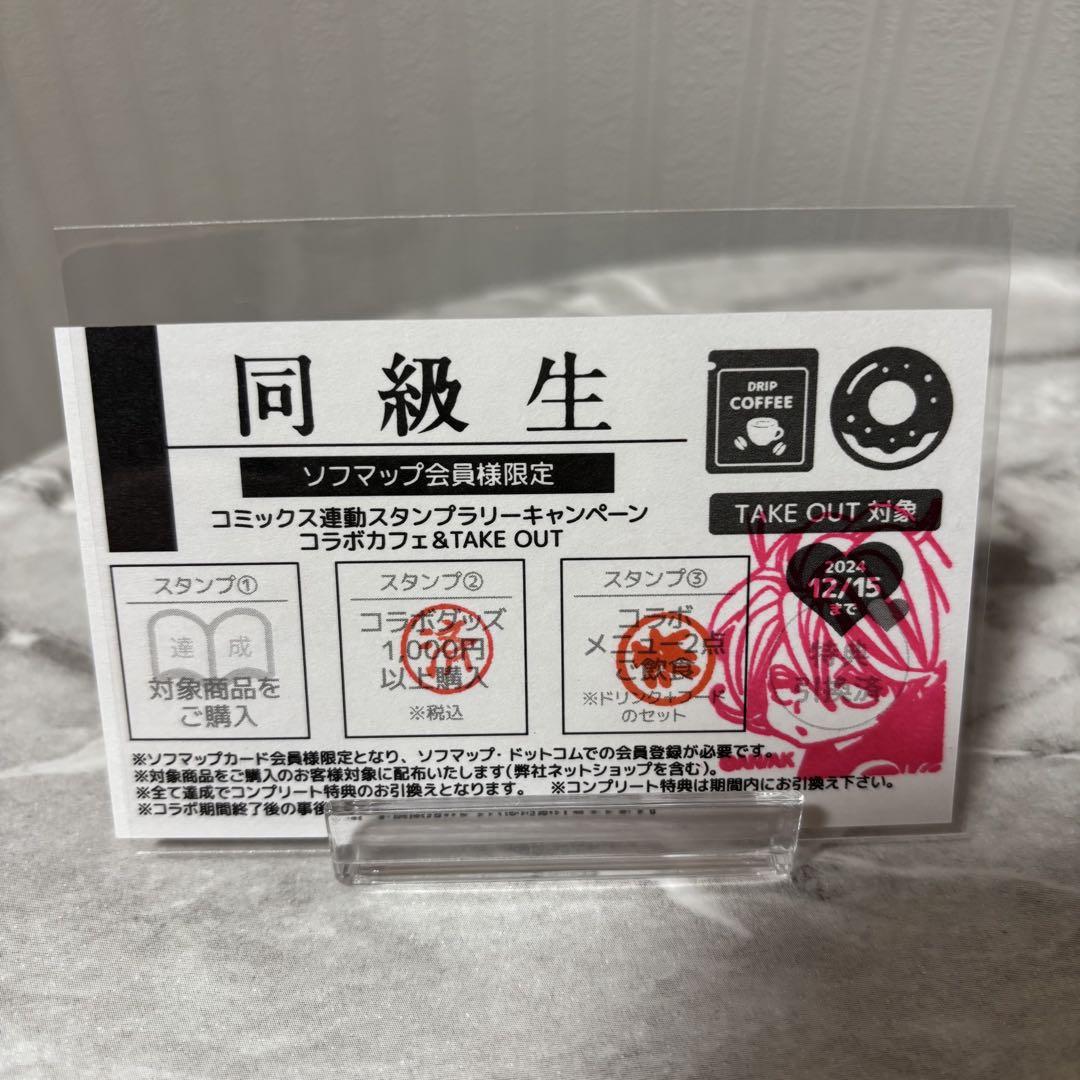 同級生
ソフマップ会員様限定
コミックス連動スタンプラリーキャンペーン
コラボカフェ&TAKE OUT
DRIP
COFFEE
TAKE OUT 対象
2024
12/15
まで
特典
引換済
スタンプ①
達 成
対象商品を
ご購入
スタンプ②
コラボグッズ
1,000円
以上購入
※税込
済
スタンプ③
コラボ
メニュー2点
ご飲食
※ドリンク+フード
のセット
※ソフマップカード会員様限定となり、ソフマップ・ドットコムでの会員登録が必要です。
※対象商品をご購入のお客様対象に配布いたします(弊社ネットショップを含む)。
※全て達成でコンプリート特典のお引換えとなります。 ※コンプリート特典は期間内にお引換え下さい。
※コラボ期間終了後の事後